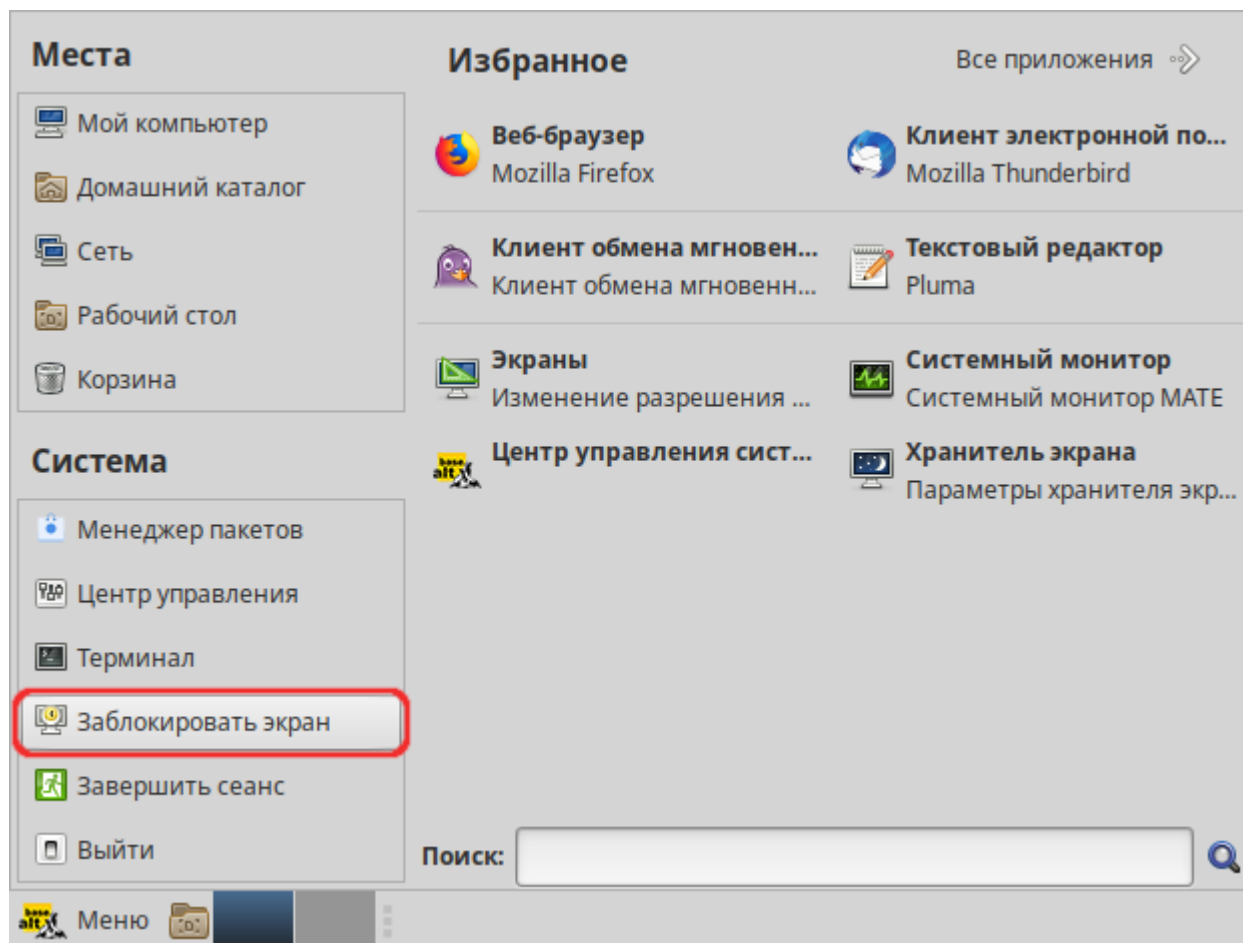 Места
Мой компьютер
Домашний каталог
Сеть
Рабочий стол
Корзина
Система
Менеджер пакетов
Центр управления
Терминал
Заблокировать экран
Завершить сеанс
Выйти
Избранное
Все приложения
Веб-браузер
Mozilla Firefox
Клиент электронной по...
Mozilla Thunderbird
Клиент обмена мгновен...
Клиент обмена мгновенн...
Текстовый редактор
Pluma
Экраны
Изменение разрешения ...
Системный монитор
Системный монитор MATE
Центр управления сист...
Хранитель экрана
Параметры хранителя экр...
Поиск:
base
alt
Меню